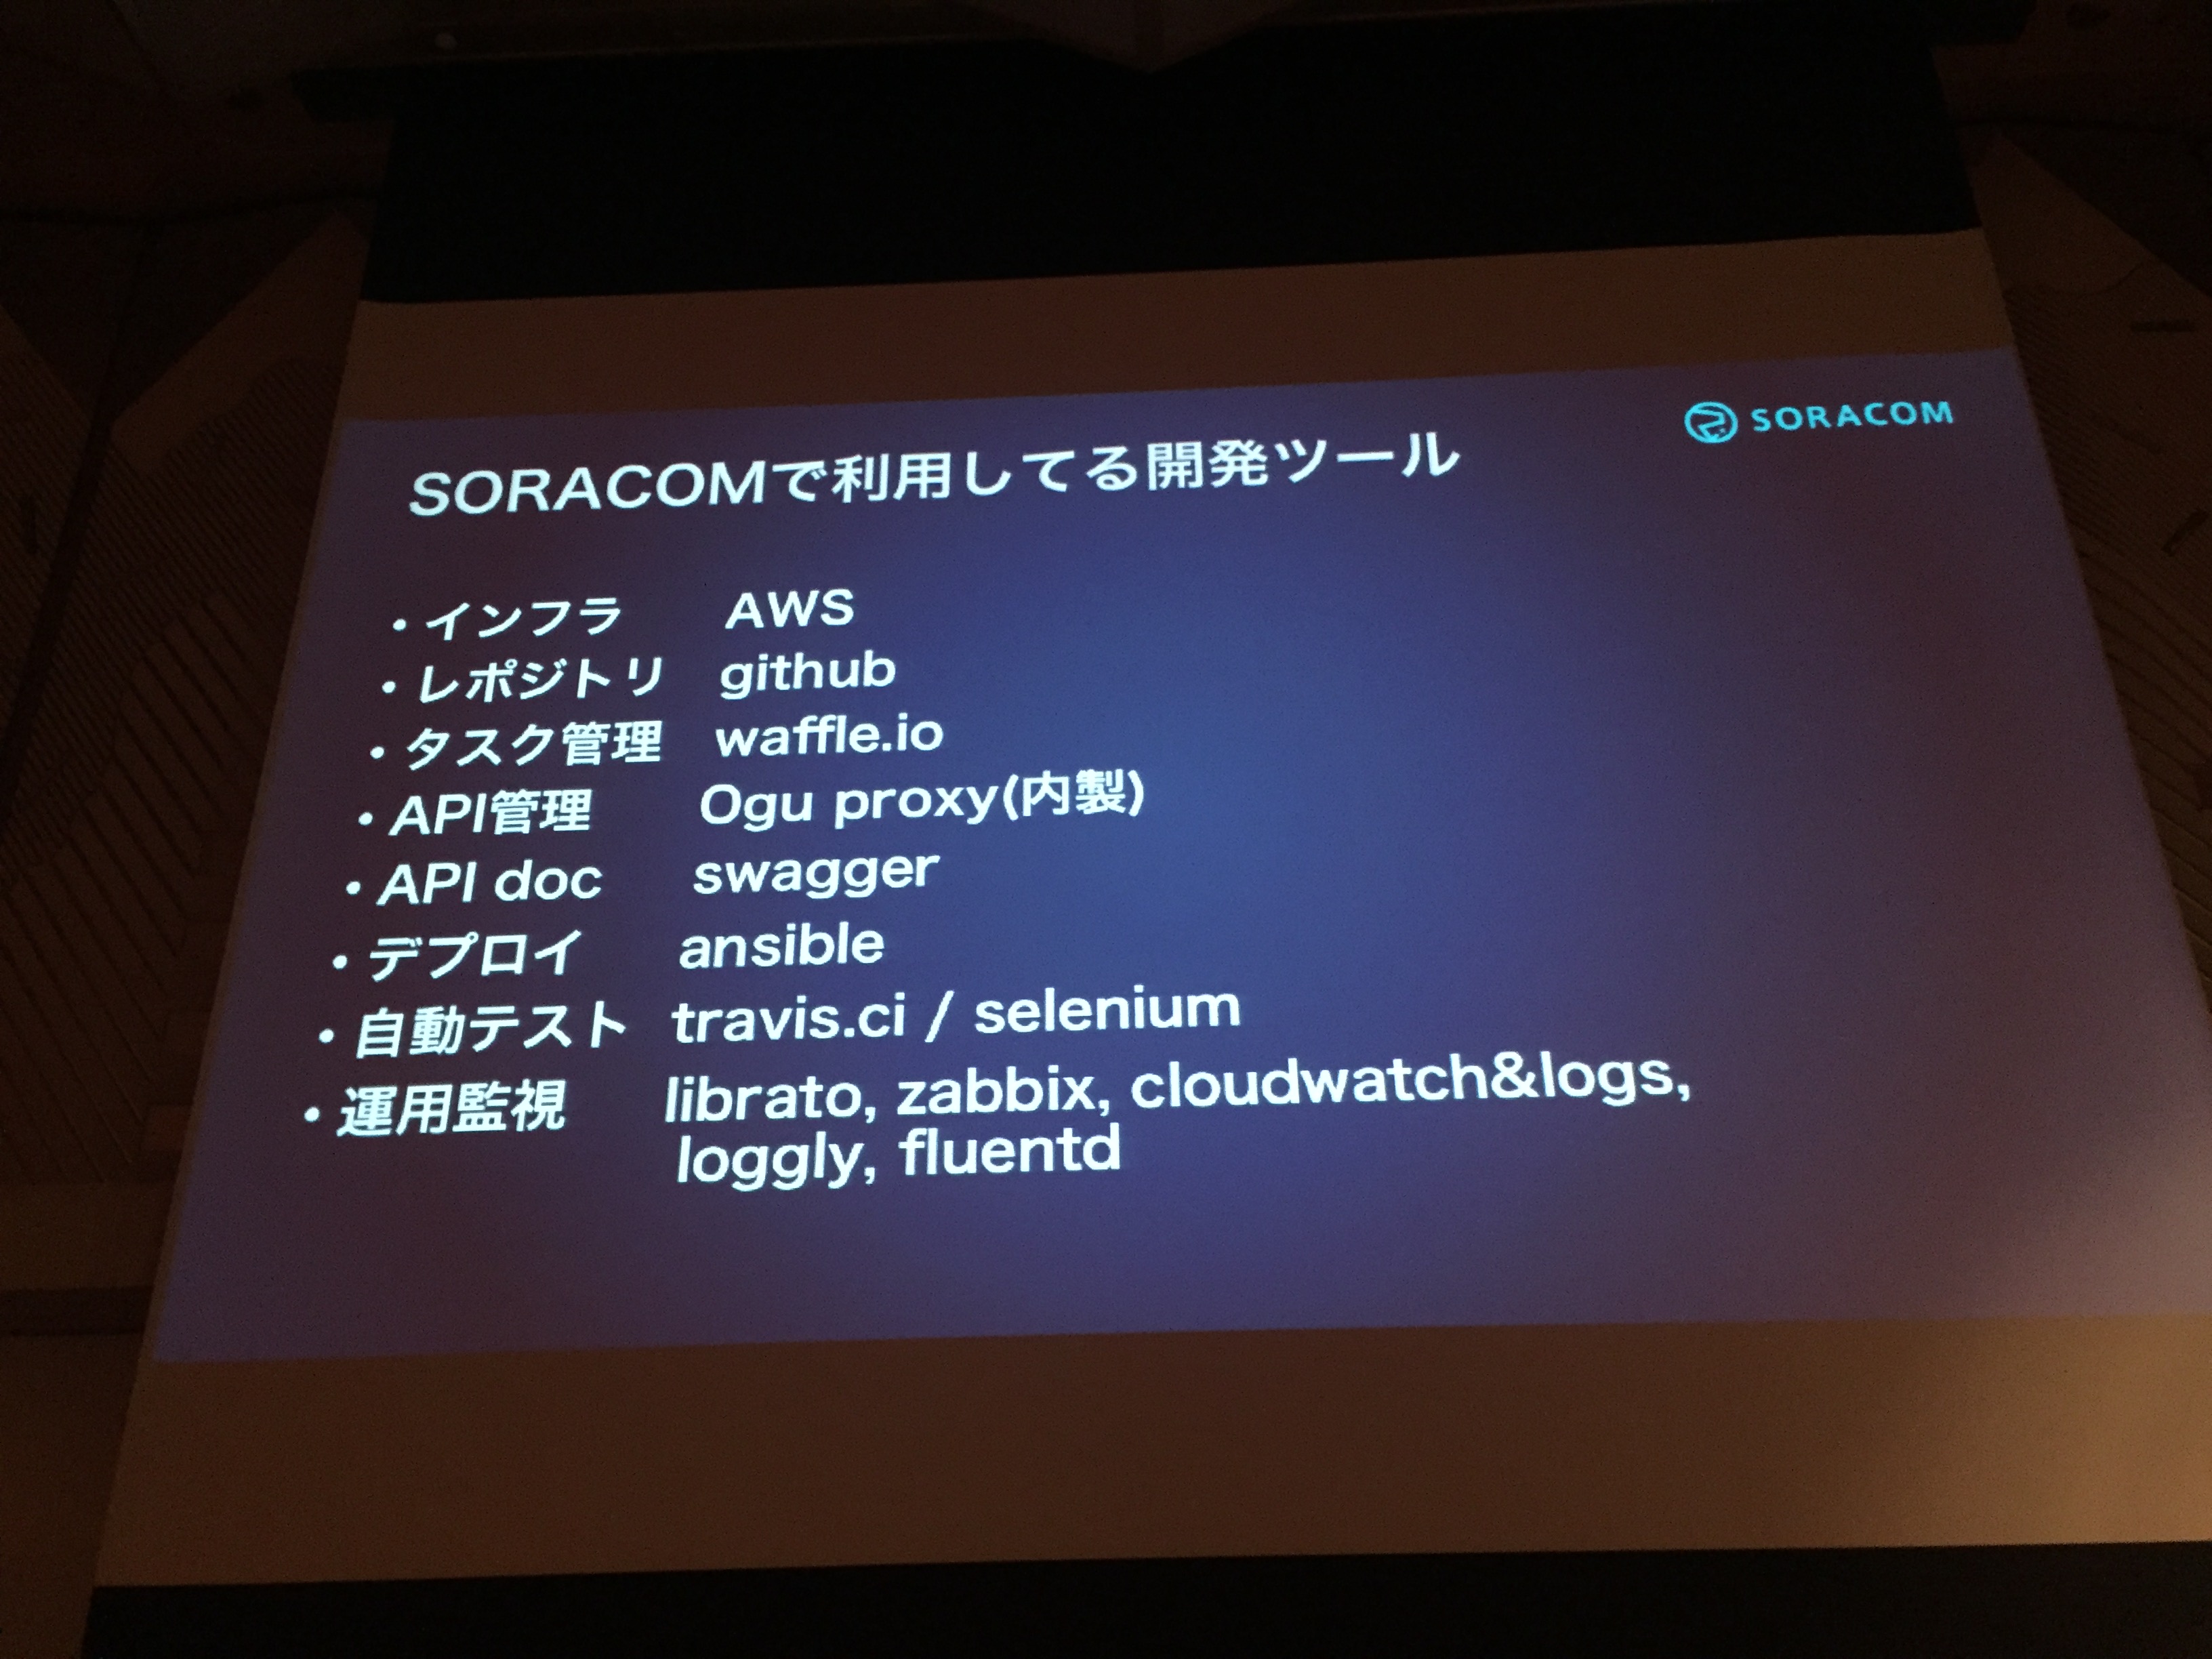 SORACOM
SORACOMで利用してる開発ツール
・インフラ AWS
・レポジトリ github
・タスク管理 waffle.io
・API管理 Ogu proxy(内製)
・API doc swagger
・デプロイ ansible
・自動テスト travis.ci / selenium
・運用監視 librato, zabbix, cloudwatch&logs,
loggly, fluentd